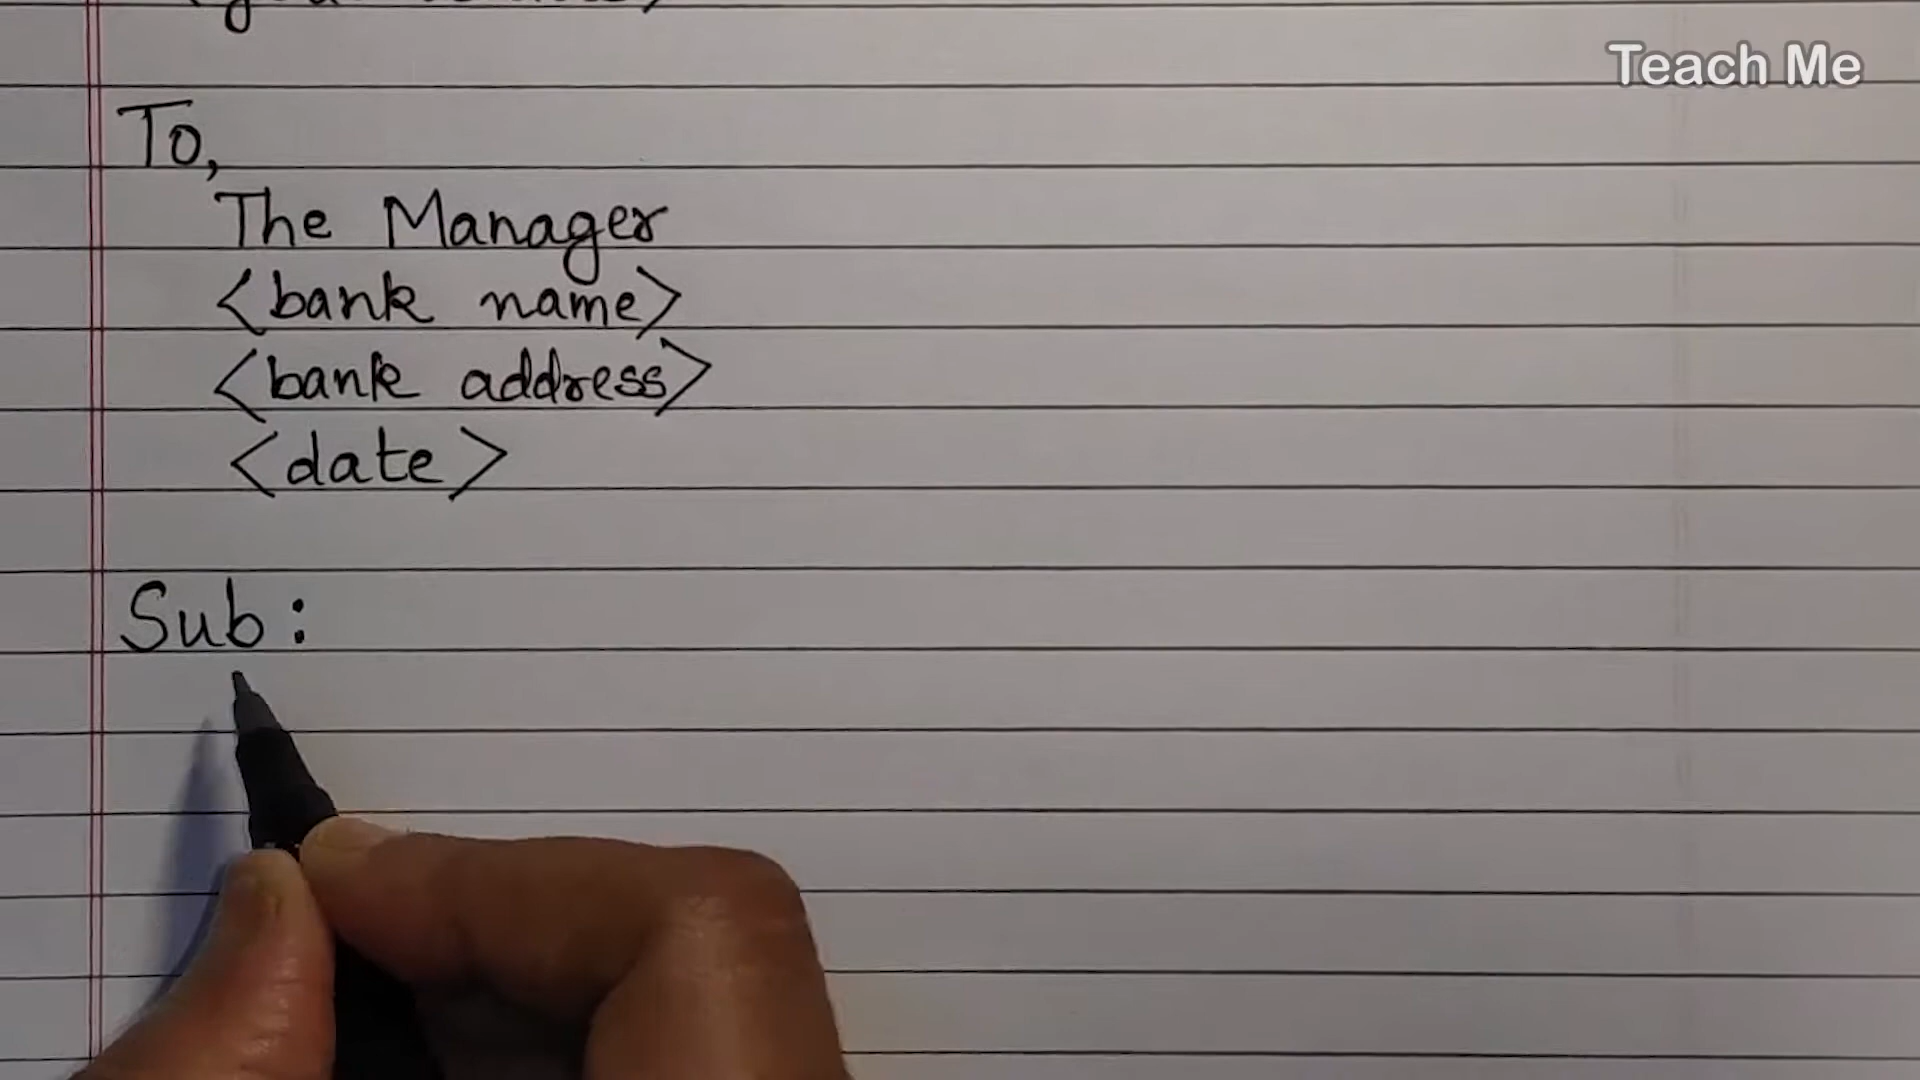 Teach Me
To,
The Manager
<bank name>
<bank address>
<date>
Sub: